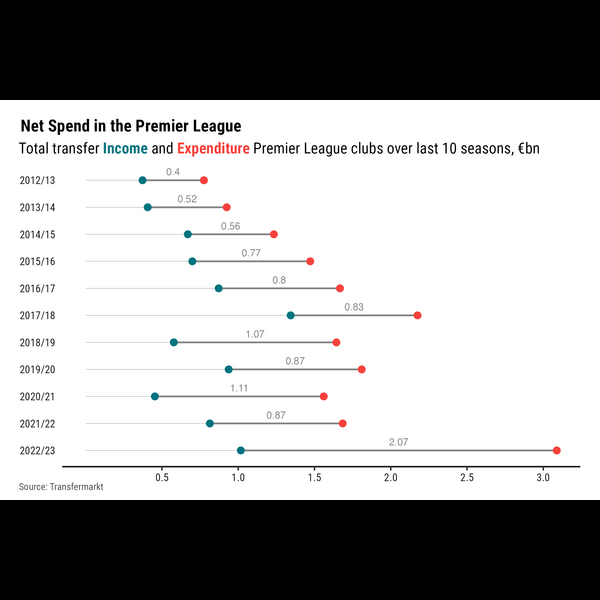 Net Spend in the Premier League
Total transfer Income and Expenditure Premier League clubs over last 10 seasons, €bn
2012/13 0.4
2013/14 0.52
2014/15 0.56
2015/16 0.77
2016/17 0.8
2017/18 0.83
2018/19 1.07
2019/20 0.87
2020/21 1.11
2021/22 0.87
2022/23 2.07
0.5 1.0 1.5 2.0 2.5 3.0
Source: Transfermarkt